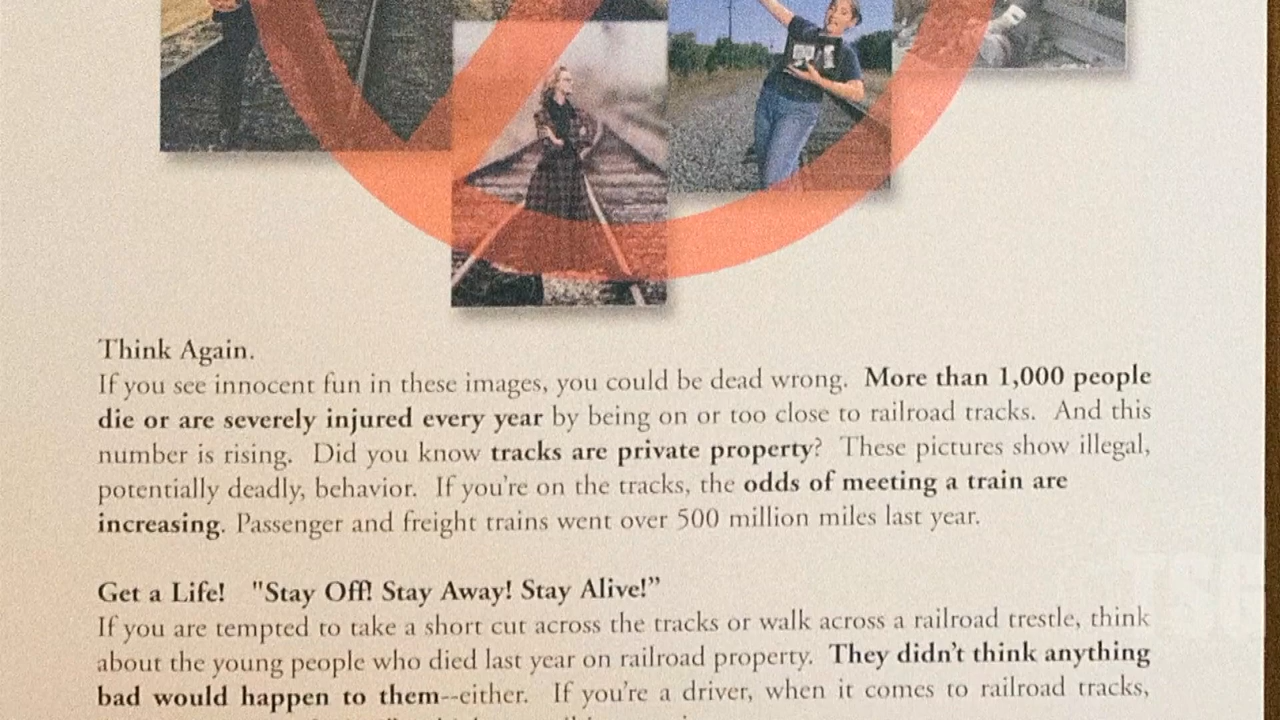 Think Again.
If you see innocent fun in these images, you could be dead wrong. More than 1,000 people
die or are severely injured every year by being on or too close to railroad tracks. And this
number is rising. Did you know tracks are private property? These pictures show illegal,
potentially deadly, behavior. If you're on the tracks, the odds of meeting a train are
increasing. Passenger and freight trains went over 500 million miles last year.
Get a Life! "Stay Off! Stay Away! Stay Alive!”
If you are tempted to take a short cut across the tracks or walk across a railroad trestle, think
about the young people who died last year on railroad property. They didn't think anything
bad would happen to them--either. If you're a driver, when it comes to railroad tracks,
TSG